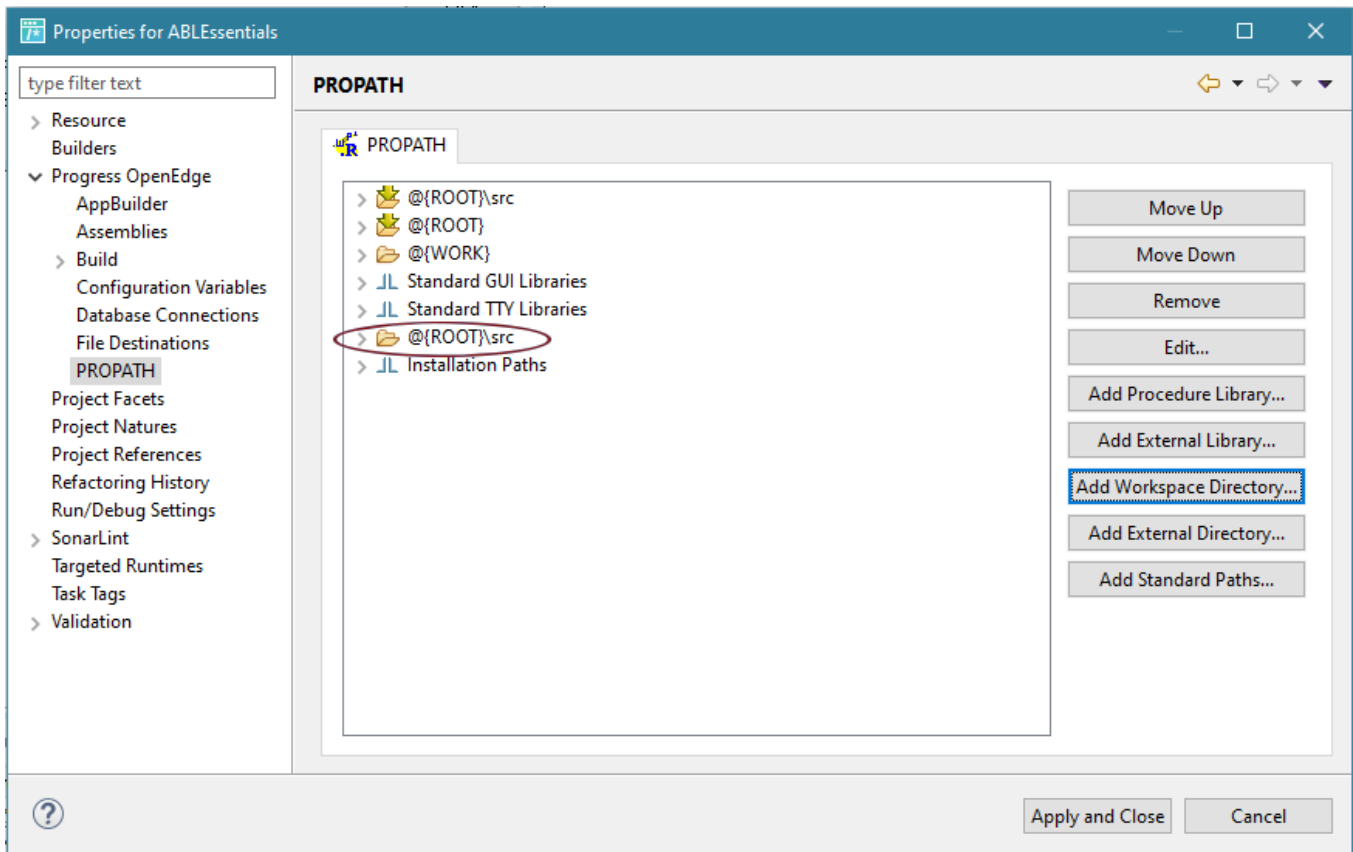 Properties for ABLEssentials
type filter text
Resource
Builders
Progress OpenEdge
AppBuilder
Assemblies
Build
Configuration Variables
Database Connections
File Destinations
PROPATH
Project Facets
Project Natures
Project References
Refactoring History
Run/Debug Settings
SonarLint
Targeted Runtimes
Task Tags
Validation
PROPATH
PROPATH
@{ROOT}\src
@{ROOT}
@{WORK}
Standard GUI Libraries
Standard TTY Libraries
@{ROOT}\src
Installation Paths
Move Up
Move Down
Remove
Edit...
Add Procedure Library...
Add External Library...
Add Workspace Directory...
Add External Directory...
Add Standard Paths...
Apply and Close
Cancel